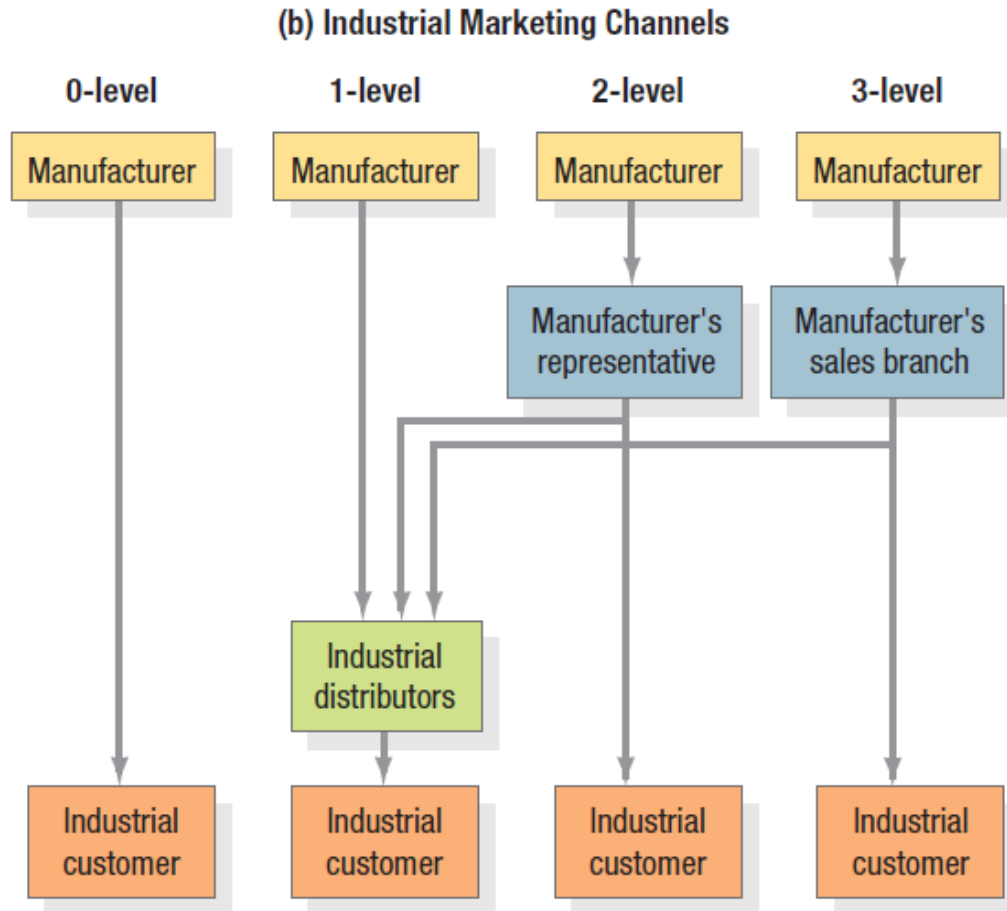 (b) Industrial Marketing Channels
0-level
1-level
2-level
3-level
Manufacturer
Manufacturer
Manufacturer
Manufacturer
Manufacturer's
representative
Manufacturer's
sales branch
Industrial
distributors
Industrial
customer
Industrial
customer
Industrial
customer
Industrial
customer